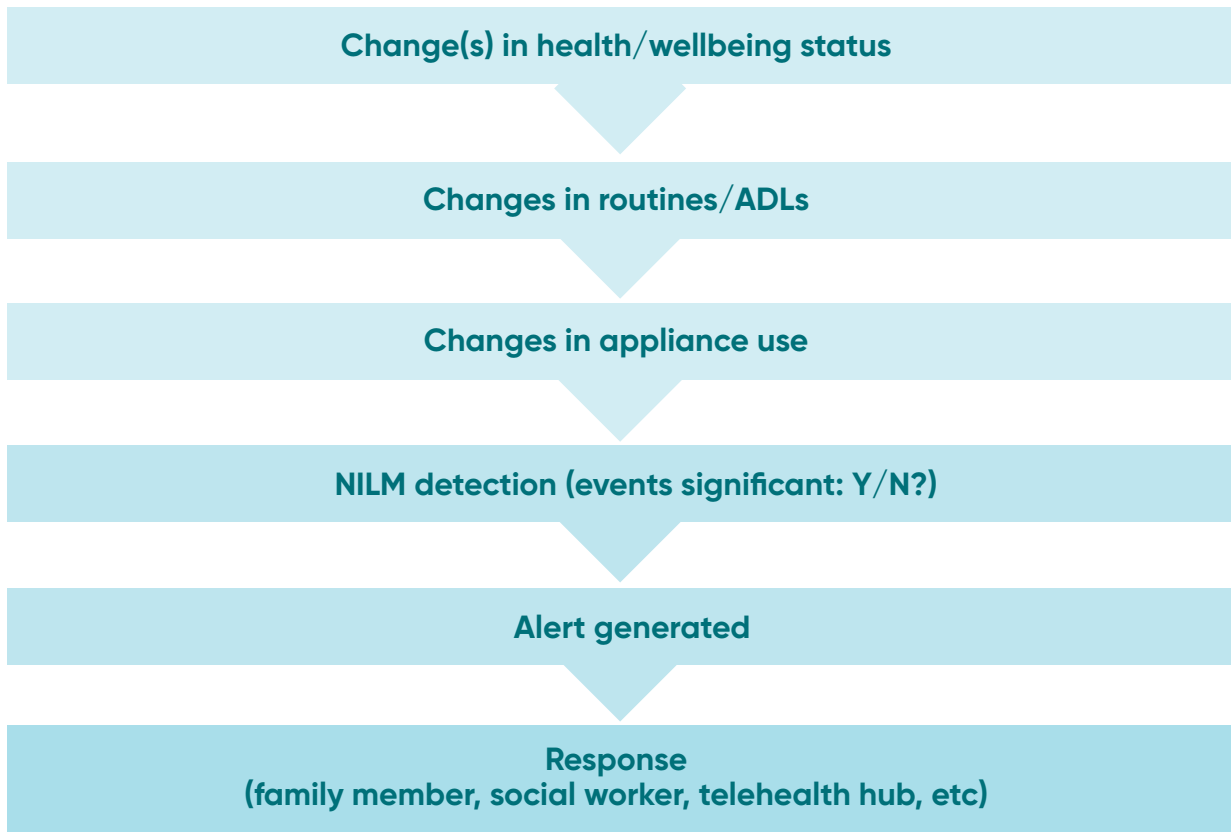 Change(s) in health/wellbeing status
Changes in routines/ADLs
Changes in appliance use
NILM detection (events significant: Y/N?)
Alert generated
Response
(family member, social worker, telehealth hub, etc)